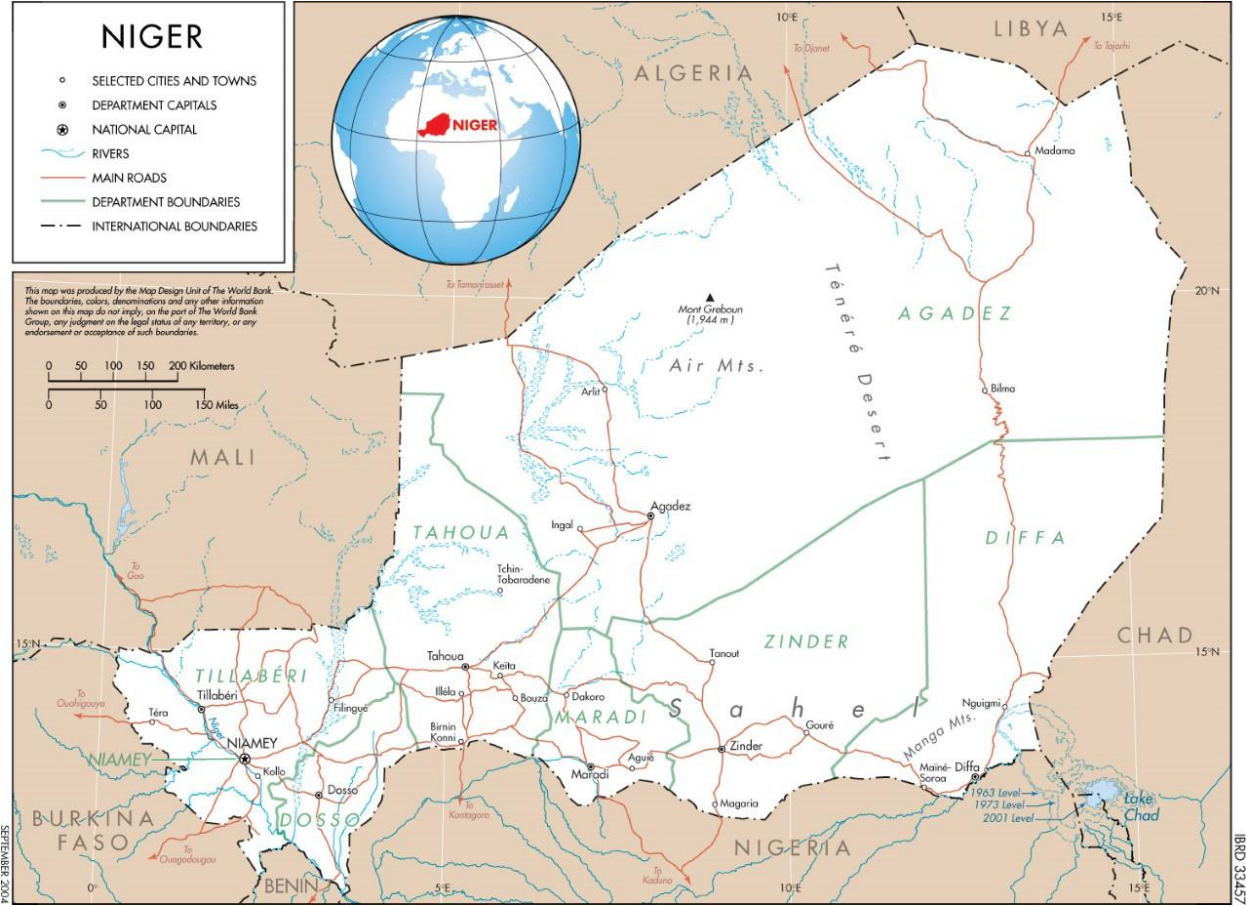 NIGER
SELECTED CITIES AND TOWNS
DEPARTMENT CAPITALS
NATIONAL CAPITAL
RIVERS
MAIN ROADS
DEPARTMENT BOUNDARIES
INTERNATIONAL BOUNDARIES
NIGER
This map was produced by the Map Design Unit of The World Bank.
The boundaries, colors, denominations and any other information
shown on this map do not imply, on the part of The World Bank
Group, any judgment on the legal status of any territory, or any
endorsement or acceptance of such boundaries.
0 50 100 150 200 Kilometers
0 50 100 150 Miles
10°E
15°E
LIBYA
To Djanet
To Tajarhi
ALGERIA
Madama
To Tamanrasset
20°N
Mont Greboun
(1,944 m)
Ténéré Desert
AGADEZ
Air Mts.
Arlit
Bilma
MALI
Agadez
Ingal
TAHOUA
DIFFA
Tchin-
Tabaradene
To
Gao
15°N
ZINDER
CHAD
15°N
Tahoua
Keïta
Tanout
TILLABÉRI
Tillabéri
Illéla
Bouza
Dakoro
Filingué
To
Ouahigouya
Téra
Niger
MARADI
Sahel
Nguigmi
Manga Mts.
Birnin
Konni
Gouré
NIAMEY
NIAMEY
Zinder
Kollo
Maradi
Aguié
Maïné-
Soroa
Diffa
Dosso
DOSSO
Magaria
1963 Level
1973 Level
2001 Level
Lake
Chad
To
Kontagora
BURKINA
FASO
To
Ouagadougou
NIGERIA
To
Kaduna
BENIN
0°
5°E
10°E
15°E
SEPTEMBER 2004
IBRD 33457